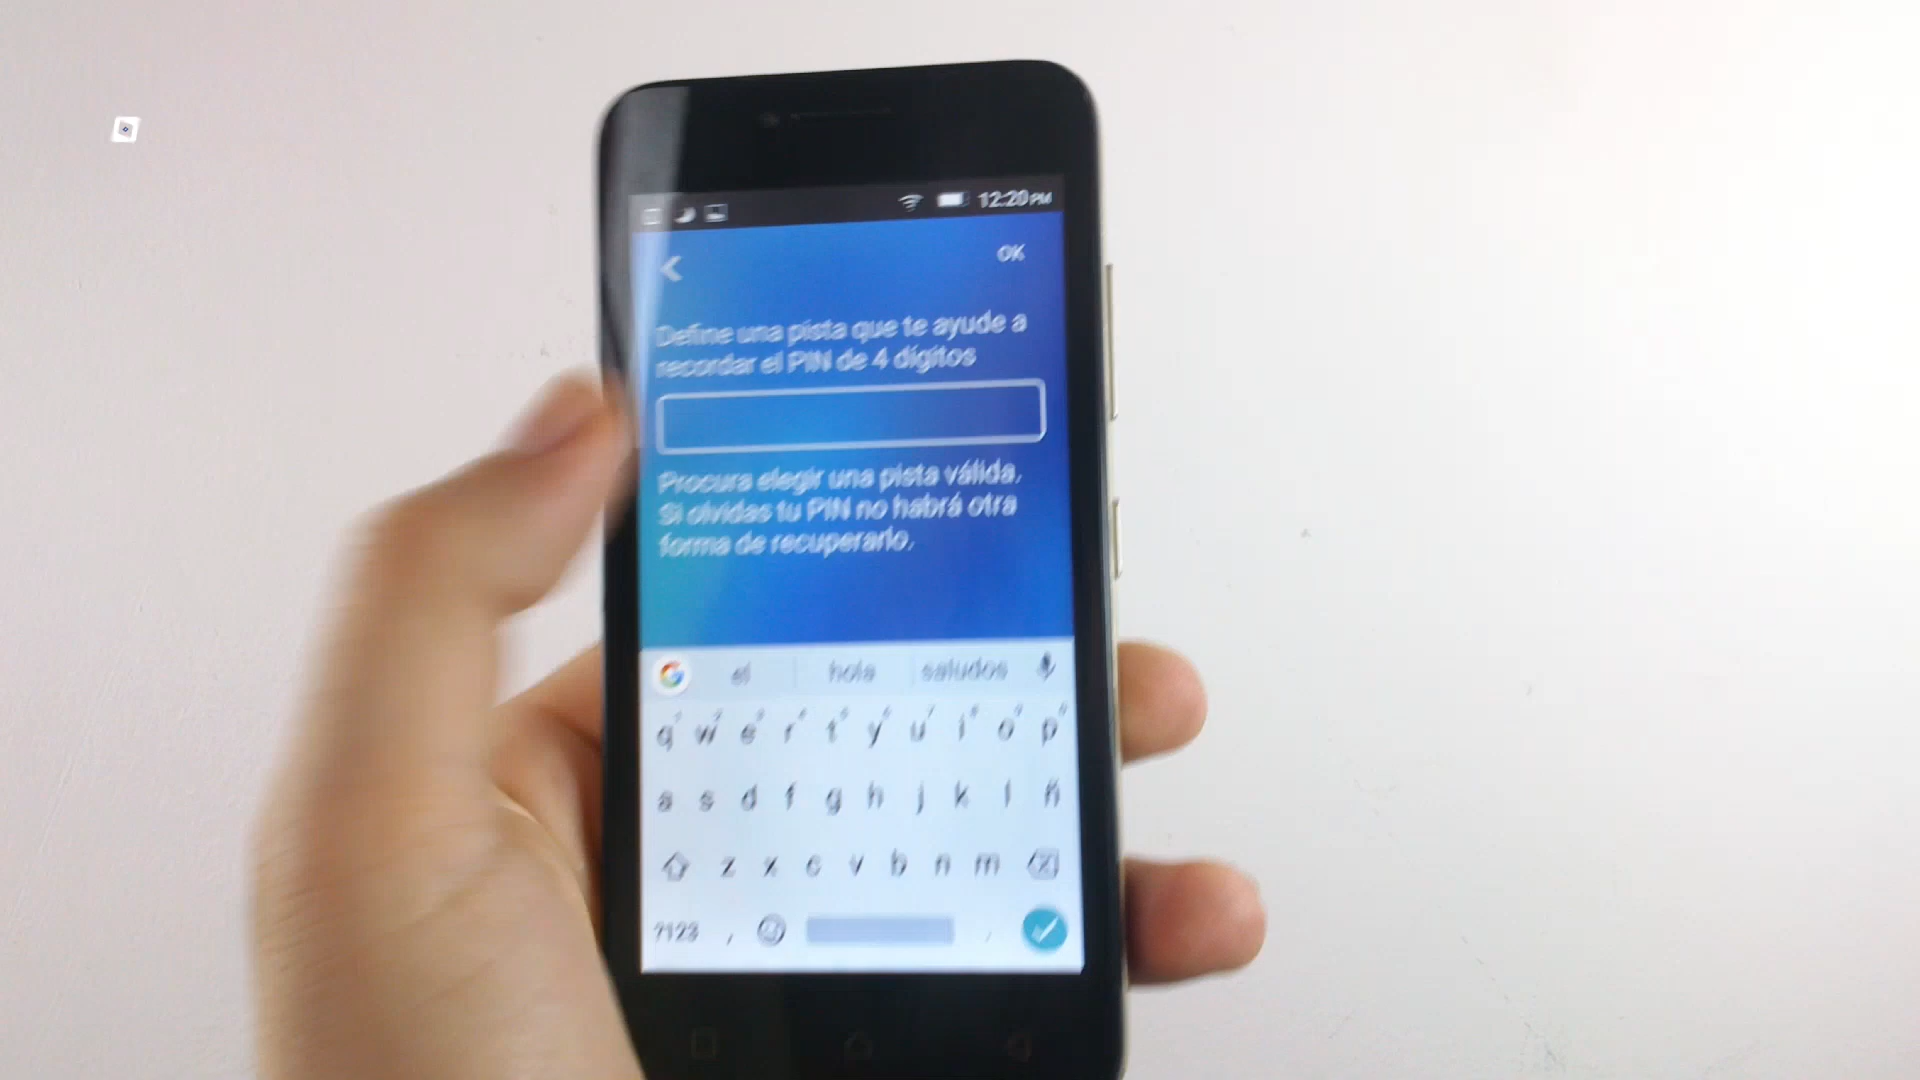 12:20 PM
OK
Define una pista que te ayude a
recordar el PIN de 4 dígitos
Procura elegir una pista válida.
Si olvidas tu PIN no habrá otra
forma de recuperarlo.
el hola saludos
q w e r t y u i o p
a s d f g h j k l ñ
z x c v b n m
?123 ,